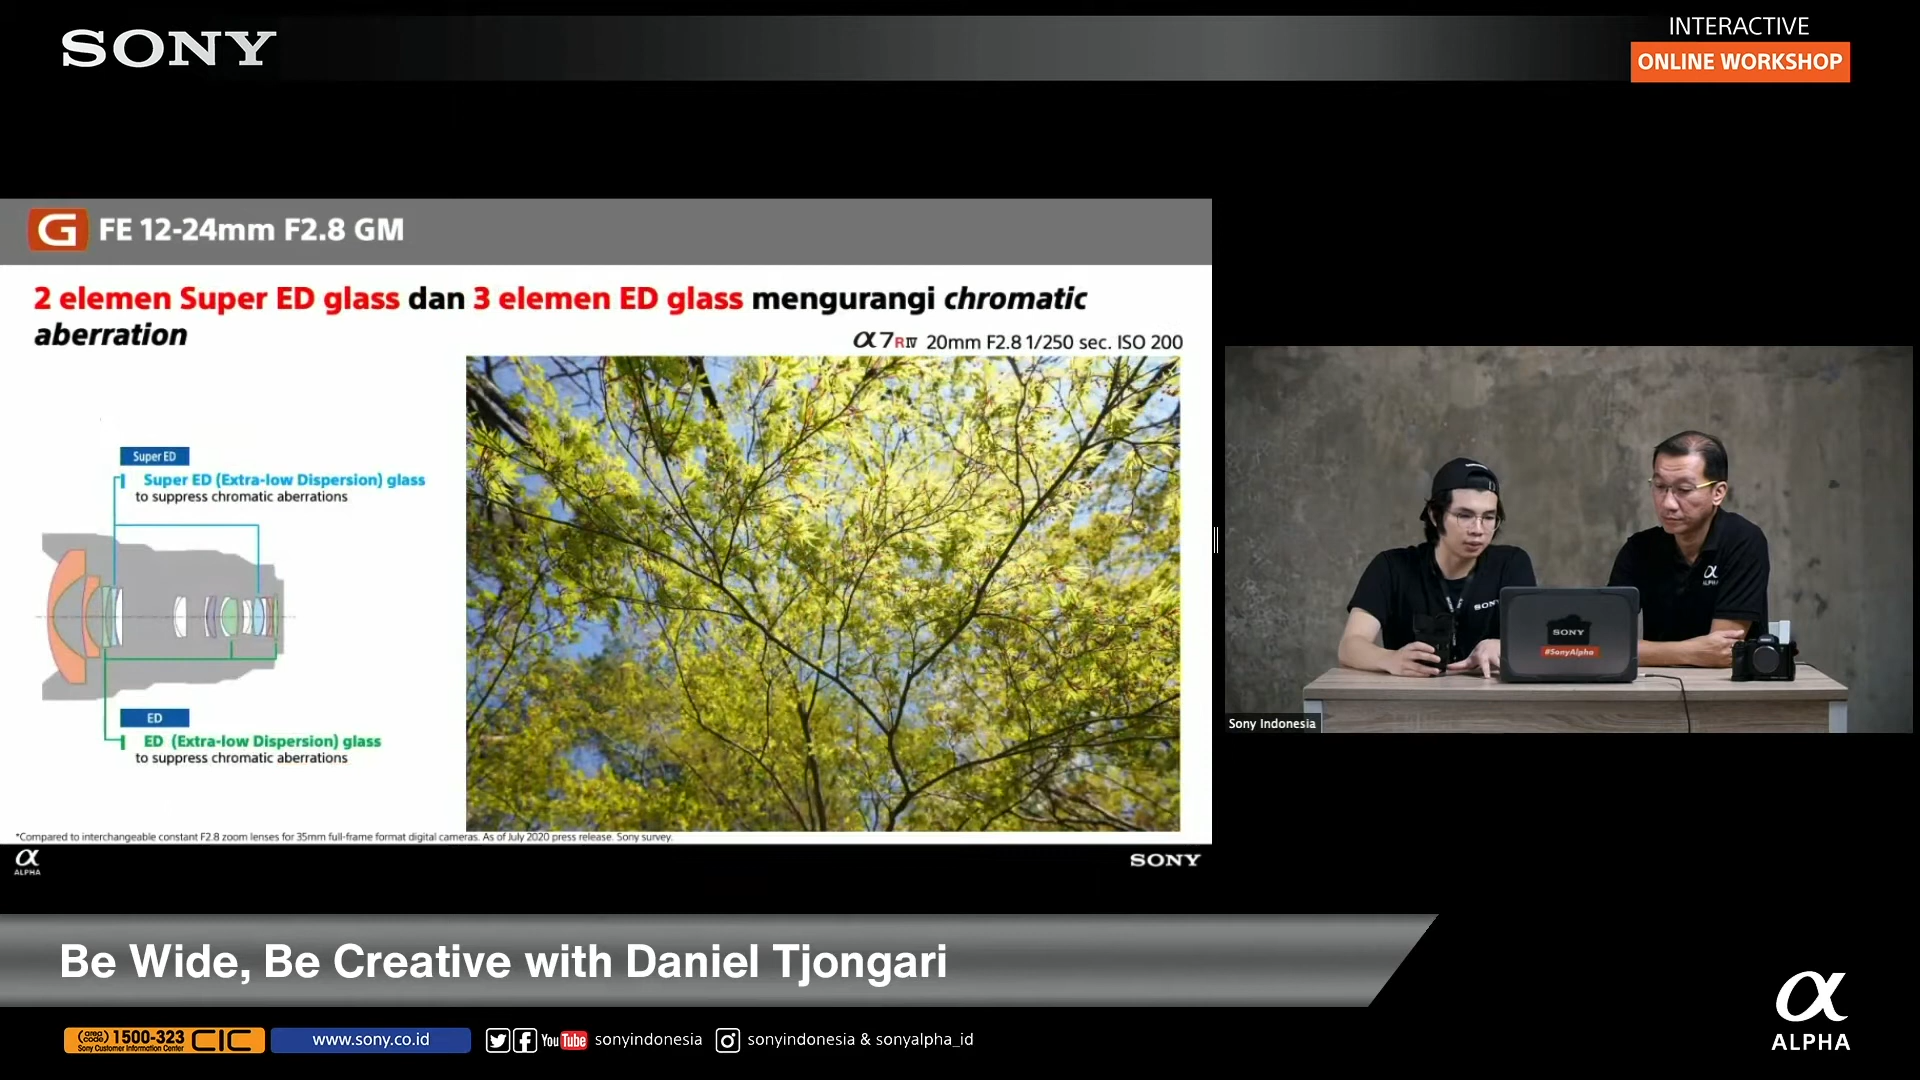 SONY
INTERACTIVE
ONLINE WORKSHOP
G FE 12-24mm F2.8 GM
2 elemen Super ED glass dan 3 elemen ED glass mengurangi chromatic
aberration
α7RIV 20mm F2.8 1/250 sec. ISO 200
Super ED
Super ED (Extra-low Dispersion) glass
to suppress chromatic aberrations
ED
ED (Extra-low Dispersion) glass
to suppress chromatic aberrations
*Compared to interchangeable constant F2.8 zoom lenses for 35mm full-frame format digital cameras. As of July 2020 press release. Sony survey.
α
ALPHA
SONY
SONY
α
ALPHA
SONY
#SonyAlpha
Sony Indonesia
Be Wide, Be Creative with Daniel Tjongari
(area code) 1500-323 CIC
Sony Customer Information Center
www.sony.co.id
YouTube sonyindonesia
sonyindonesia & sonyalpha_id
α
ALPHA